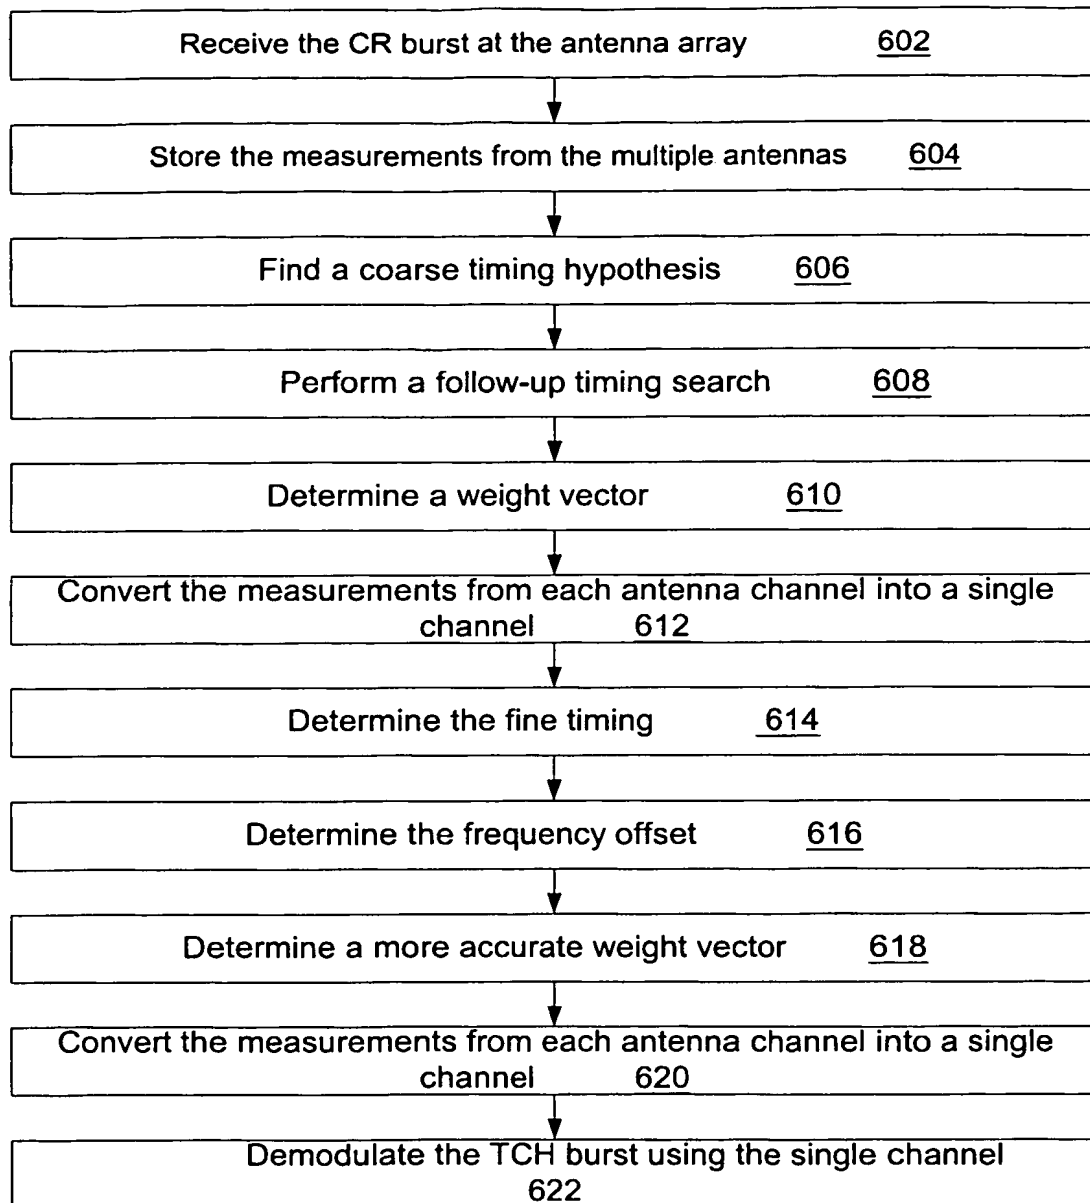 Receive the CR burst at the antenna array 602
Store the measurements from the multiple antennas 604
Find a coarse timing hypothesis 606
Perform a follow-up timing search 608
Determine a weight vector 610
Convert the measurements from each antenna channel into a single
channel 612
Determine the fine timing 614
Determine the frequency offset 616
Determine a more accurate weight vector 618
Convert the measurements from each antenna channel into a single
channel 620
Demodulate the TCH burst using the single channel
622